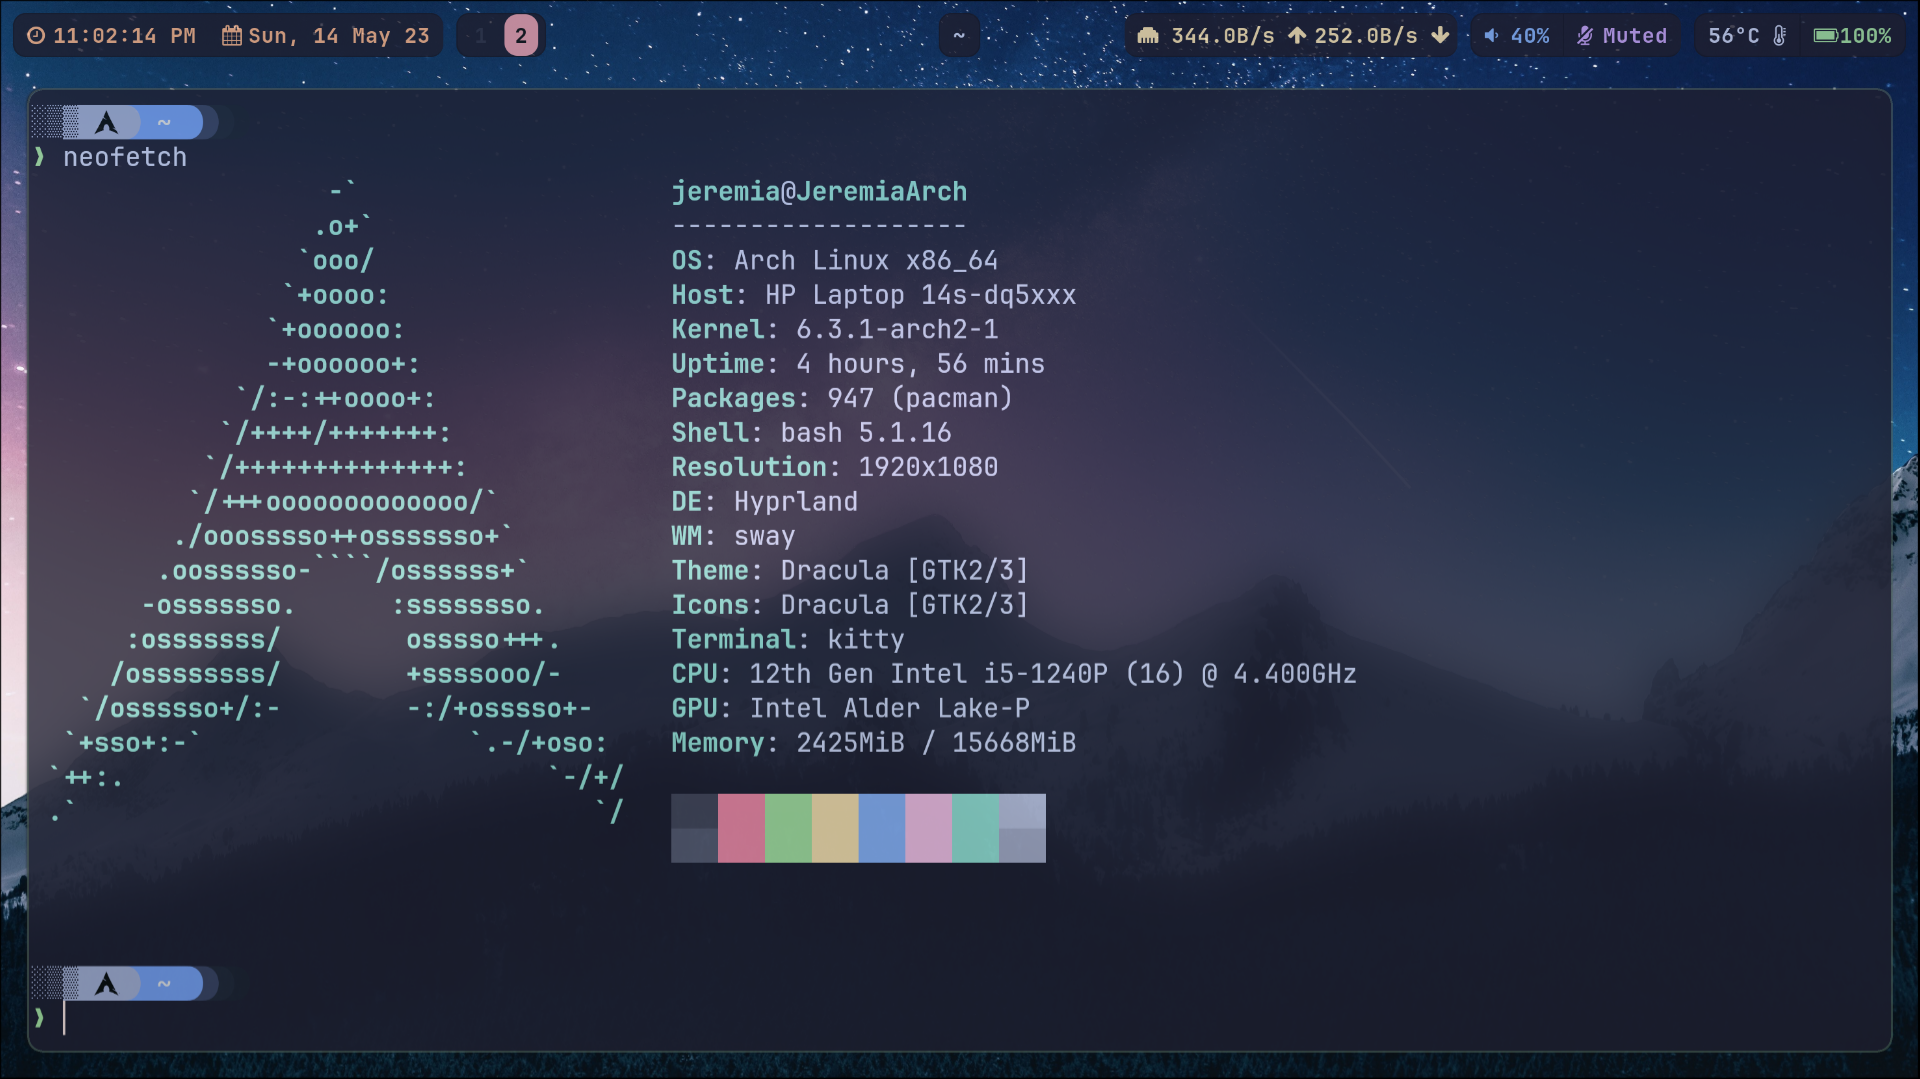 11:02:14 PM Sun, 14 May 23 1 2 ~ 344.0B/s 252.0B/s 40% Muted 56°C 100%
~
❯ neofetch
                  -`                    jeremia@JeremiaArch
                 .o+`                   -------------------
                `ooo/                   OS: Arch Linux x86_64
               `+oooo:                  Host: HP Laptop 14s-dq5xxx
              `+oooooo:                 Kernel: 6.3.1-arch2-1
              -+oooooo+:                Uptime: 4 hours, 56 mins
            `/:-:++oooo+:               Packages: 947 (pacman)
           `/++++/+++++++:              Shell: bash 5.1.16
          `/++++++++++++++:             Resolution: 1920x1080
         `/+++ooooooooooooo/`           DE: Hyprland
        ./ooosssso++osssssso+`          WM: sway
       .oossssso-````/ossssss+`         Theme: Dracula [GTK2/3]
      -osssssso.      :ssssssso.        Icons: Dracula [GTK2/3]
     :osssssss/        osssso+++.       Terminal: kitty
    /ossssssss/        +ssssooo/-       CPU: 12th Gen Intel i5-1240P (16) @ 4.400GHz
  `/ossssso+/:-        -:/+osssso+-     GPU: Intel Alder Lake-P
 `+sso+:-`                 `.-/+oso:    Memory: 2425MiB / 15668MiB
`++:.                           `-/+/
.`                                 `/
~
❯